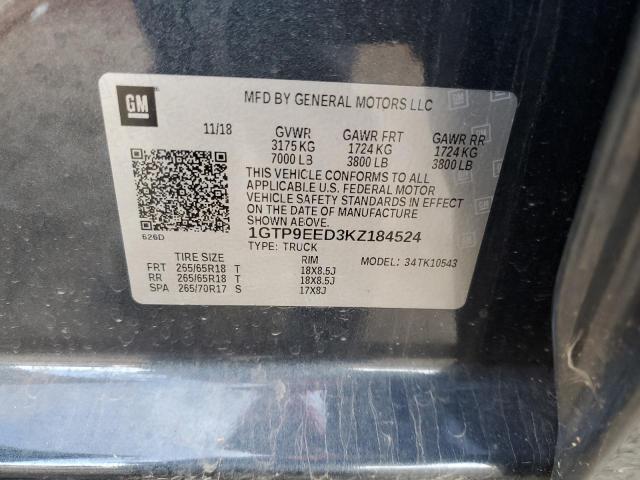 GM
MFD BY GENERAL MOTORS LLC
11/18 GVWR GAWR FRT GAWR RR
3175 KG 1724 KG 1724 KG
7000 LB 3800 LB 3800 LB
THIS VEHICLE CONFORMS TO ALL
APPLICABLE U.S. FEDERAL MOTOR
VEHICLE SAFETY STANDARDS IN EFFECT
ON THE DATE OF MANUFACTURE
SHOWN ABOVE.
626D 1GTP9EED3KZ184524
TYPE: TRUCK
TIRE SIZE RIM MODEL: 34TK10543
FRT 265/65R18 T 18X8.5J
RR 265/65R18 T 18X8.5J
SPA 265/70R17 S 17X8J